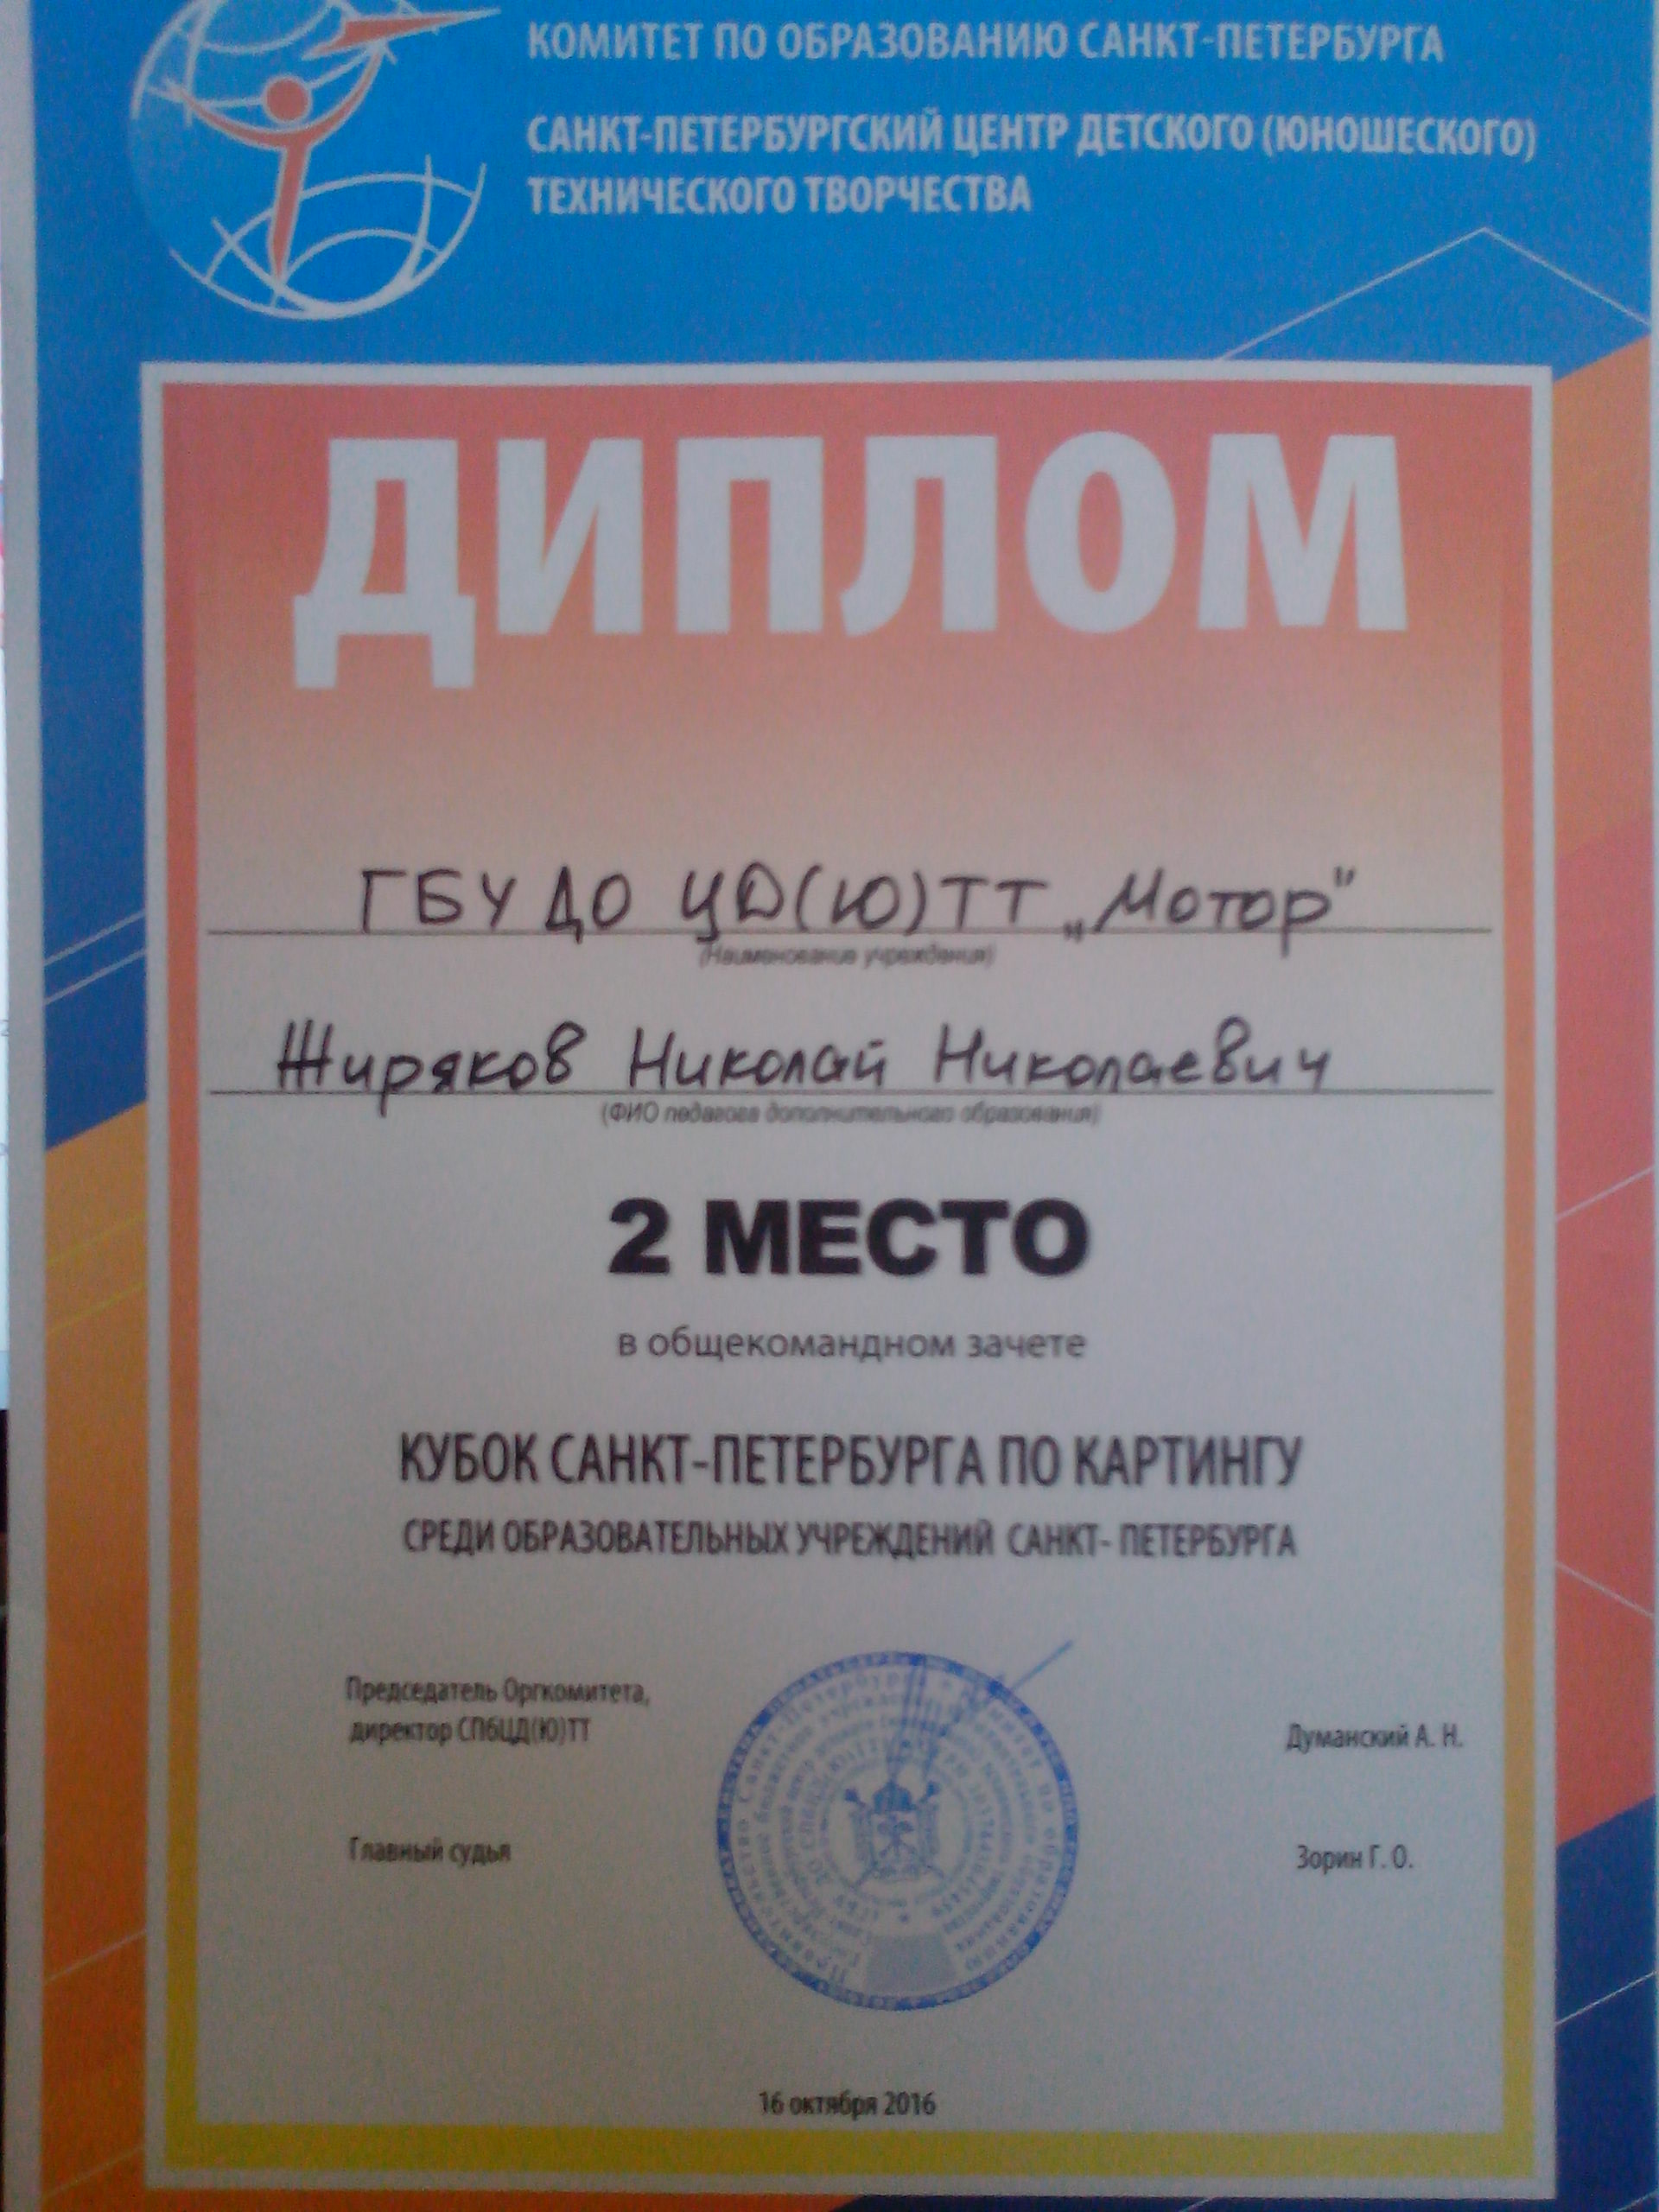 КОМИТЕТ ПО ОБРАЗОВАНИЮ САНКТ-ПЕТЕРБУРГА
САНКТ-ПЕТЕРБУРГСКИЙ ЦЕНТР ДЕТСКОГО (ЮНОШЕСКОГО)
ТЕХНИЧЕСКОГО ТВОРЧЕСТВА
ДИПЛОМ
ГБУ ДО ЦД(Ю)ТТ „Мотор"
(Наименование учреждения)
Жиряков Николай Николаевич
(ФИО педагога дополнительного образования)
2 МЕСТО
в общекомандном зачете
КУБОК САНКТ-ПЕТЕРБУРГА ПО КАРТИНГУ
СРЕДИ ОБРАЗОВАТЕЛЬНЫХ УЧРЕЖДЕНИЙ САНКТ- ПЕТЕРБУРГА
Председатель Оргкомитета,
директор СПбЦД(Ю)ТТ
Думанский А. Н.
Главный судья
Зорин Г. О.
16 октября 2016